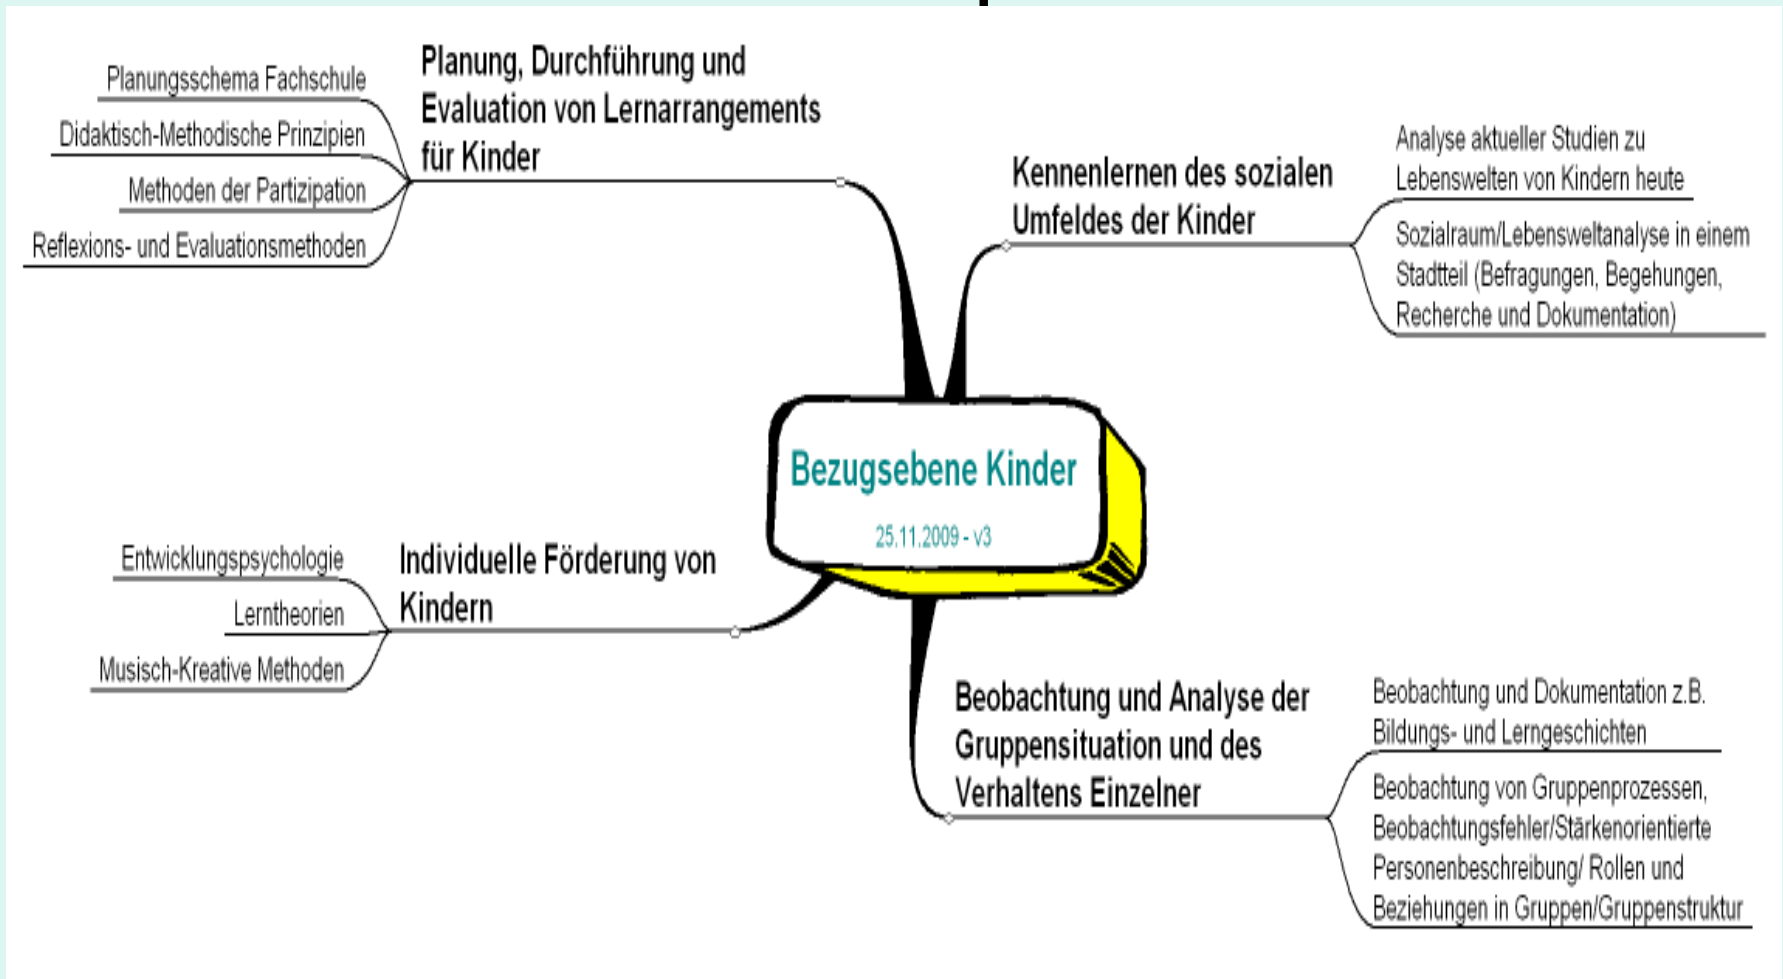 Planung, Durchführung und
Evaluation von Lernarrangements
für Kinder
Planungsschema Fachschule
Didaktisch-Methodische Prinzipien
Methoden der Partizipation
Reflexions- und Evaluationsmethoden
Kennenlernen des sozialen
Umfeldes der Kinder
Analyse aktueller Studien zu
Lebenswelten von Kindern heute
Sozialraum/Lebensweltanalyse in einem
Stadtteil (Befragungen, Begehungen,
Recherche und Dokumentation)
Bezugsebene Kinder
25.11.2009 - v3
Individuelle Förderung von
Kindern
Entwicklungspsychologie
Lerntheorien
Musisch-Kreative Methoden
Beobachtung und Analyse der
Gruppensituation und des
Verhaltens Einzelner
Beobachtung und Dokumentation z.B.
Bildungs- und Lerngeschichten
Beobachtung von Gruppenprozessen,
Beobachtungsfehler/Stärkenorientierte
Personenbeschreibung/ Rollen und
Beziehungen in Gruppen/Gruppenstruktur